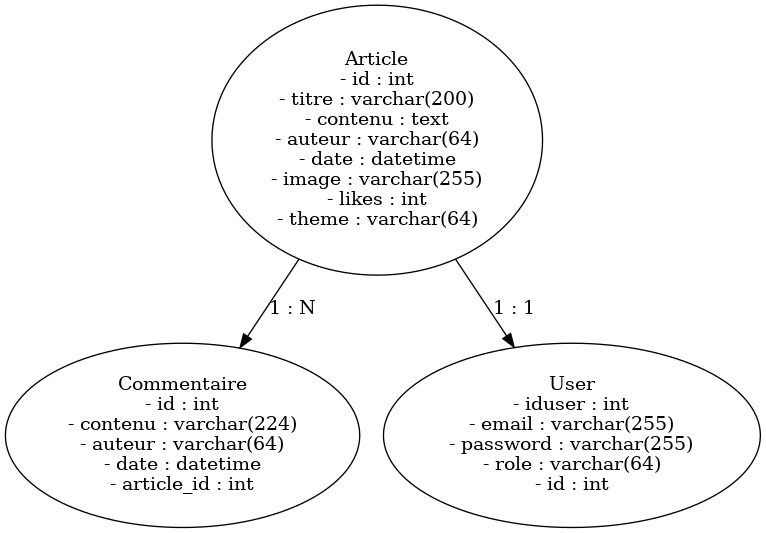 Article
- id : int
- titre : varchar(200)
- contenu : text
- auteur : varchar(64)
- date : datetime
- image : varchar(255)
- likes : int
- theme : varchar(64)
1 : N
1 : 1
Commentaire
- id : int
- contenu : varchar(224)
- auteur : varchar(64)
- date : datetime
- article_id : int
User
- iduser : int
- email : varchar(255)
- password : varchar(255)
- role : varchar(64)
- id : int